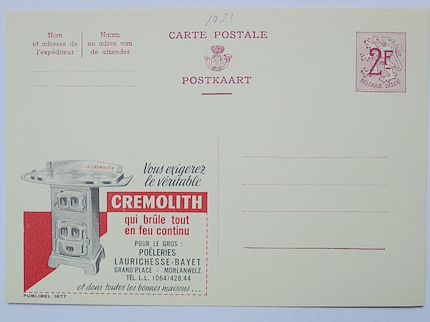 10.21
Nom
et adresse de
l'expéditeur
Naam
en adres van
de afzender
CARTE POSTALE
POSTKAART
2F
BELGIQUE-BELGIË
LE CREMOLITH
Vous exigerez
le véritable
CREMOLITH
qui brûle tout
en feu continu
POUR LE GROS :
POÊLERIES
LAURICHESSE-BAYET
GRAND'PLACE - MORLANWELZ
TÉL. L.L. (064) 428.44
et dans toutes les bonnes maisons...
PUBLIBEL 1677